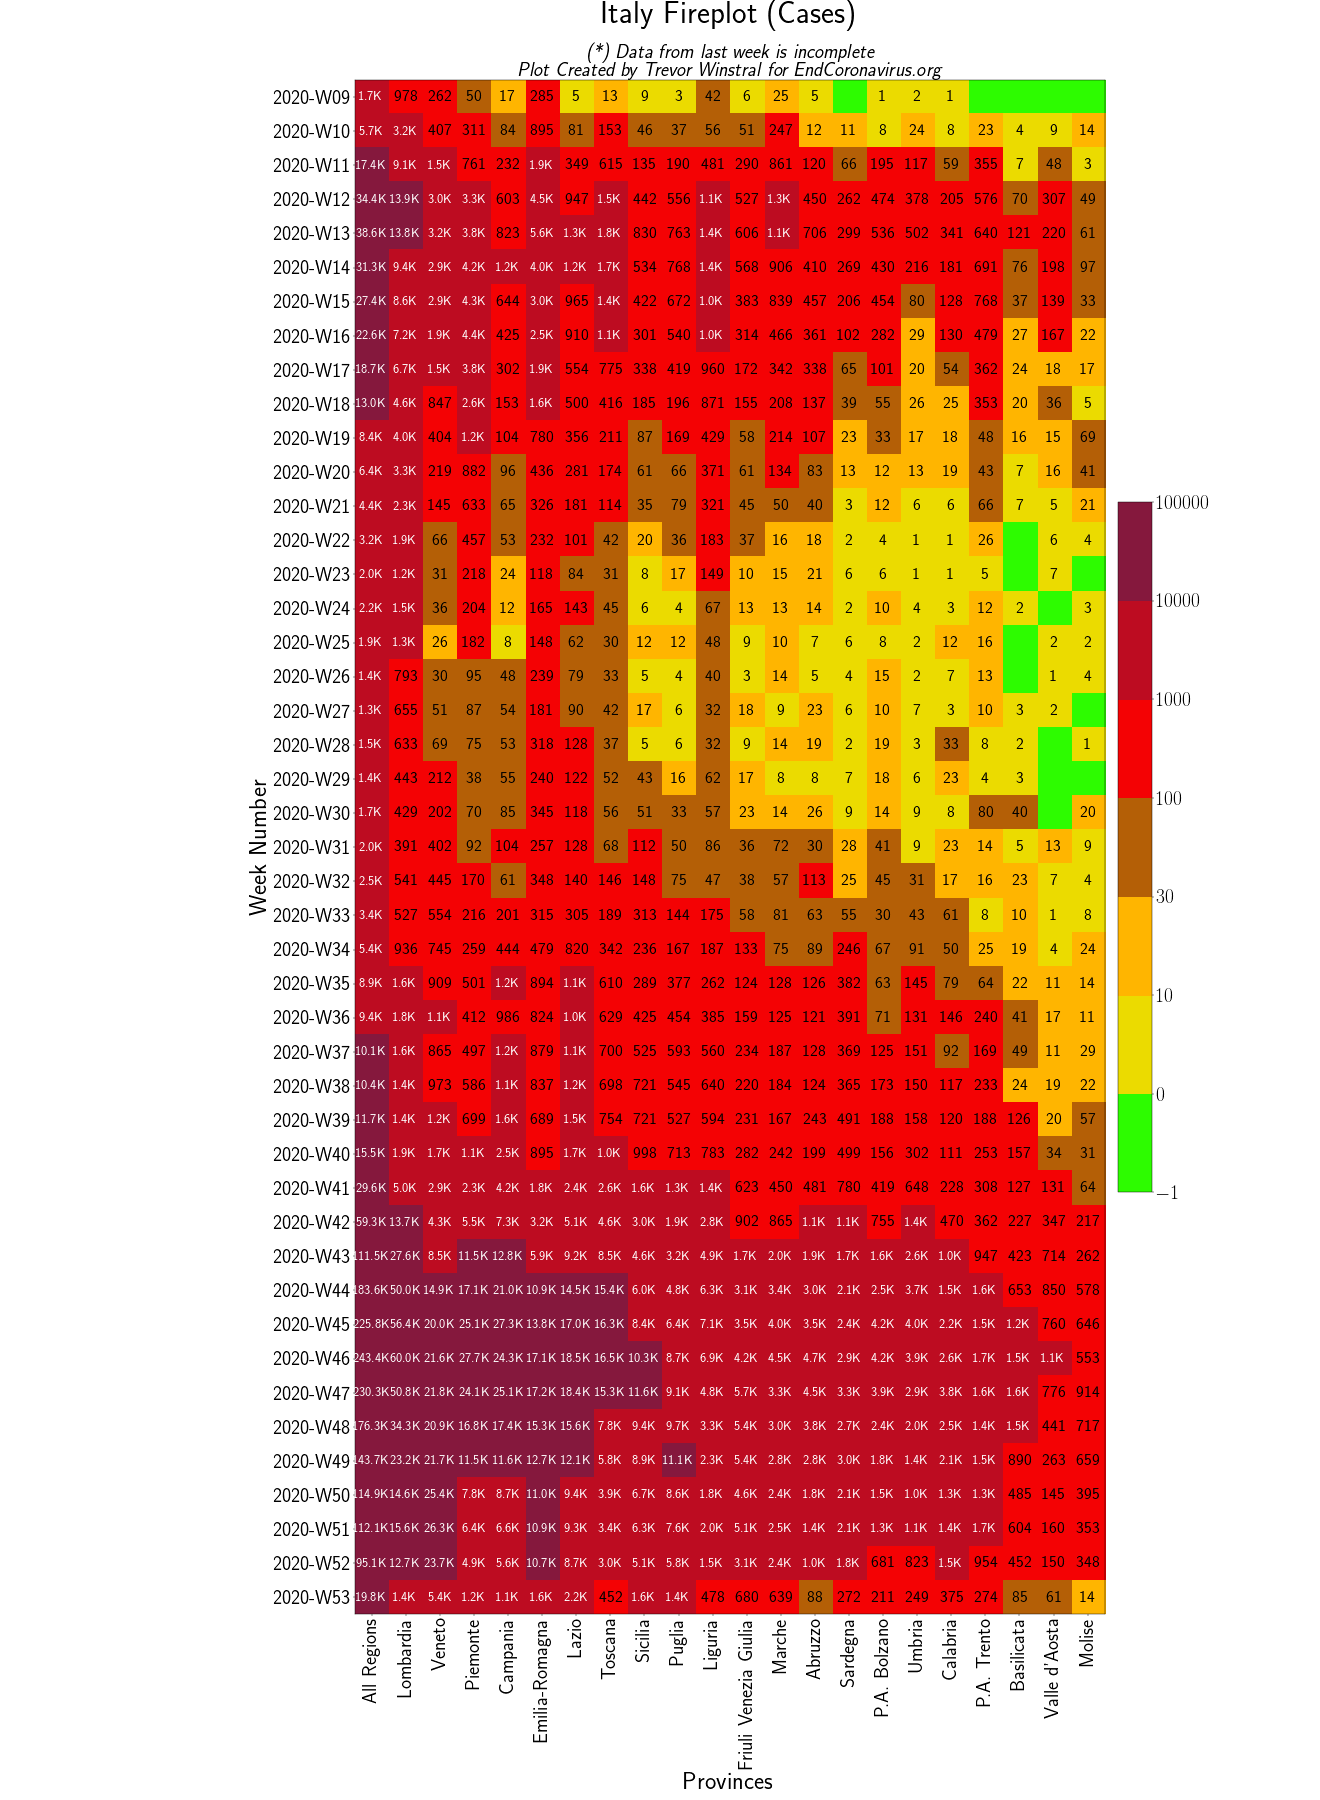 Italy Fireplot (Cases)
(*) Data from last week is incomplete
Plot Created by Trevor Winstral for EndCoronavirus.org
2020-W09 1.7K 978 262 50 17 285 5 13 9 3 42 6 25 5 1 2 1
2020-W10 5.7K 3.2K 407 311 84 895 81 153 46 37 56 51 247 12 11 8 24 8 23 4 9 14
2020-W11 17.4K 9.1K 1.5K 761 232 1.9K 349 615 135 190 481 290 861 120 66 195 117 59 355 7 48 3
2020-W12 34.4K 13.9K 3.0K 3.3K 603 4.5K 947 1.5K 442 556 1.1K 527 1.3K 450 262 474 378 205 576 70 307 49
2020-W13 38.6K 13.8K 3.2K 3.8K 823 5.6K 1.3K 1.8K 830 763 1.4K 606 1.1K 706 299 536 502 341 640 121 220 61
2020-W14 31.3K 9.4K 2.9K 4.2K 1.2K 4.0K 1.2K 1.7K 534 768 1.4K 568 906 410 269 430 216 181 691 76 198 97
2020-W15 27.4K 8.6K 2.9K 4.3K 644 3.0K 965 1.4K 422 672 1.0K 383 839 457 206 454 80 128 768 37 139 33
2020-W16 22.6K 7.2K 1.9K 4.4K 425 2.5K 910 1.1K 301 540 1.0K 314 466 361 102 282 29 130 479 27 167 22
2020-W17 18.7K 6.7K 1.5K 3.8K 302 1.9K 554 775 338 419 960 172 342 338 65 101 20 54 362 24 18 17
2020-W18 13.0K 4.6K 847 2.6K 153 1.6K 500 416 185 196 871 155 208 137 39 55 26 25 353 20 36 5
2020-W19 8.4K 4.0K 404 1.2K 104 780 356 211 87 169 429 58 214 107 23 33 17 18 48 16 15 69
2020-W20 6.4K 3.3K 219 882 96 436 281 174 61 66 371 61 134 83 13 12 13 19 43 7 16 41
2020-W21 4.4K 2.3K 145 633 65 326 181 114 35 79 321 45 50 40 3 12 6 6 66 7 5 21
100000
2020-W22 3.2K 1.9K 66 457 53 232 101 42 20 36 183 37 16 18 2 4 1 1 26 6 4
2020-W23 2.0K 1.2K 31 218 24 118 84 31 8 17 149 10 15 21 6 6 1 1 5 7
2020-W24 2.2K 1.5K 36 204 12 165 143 45 6 4 67 13 13 14 2 10 4 3 12 2 3
10000
2020-W25 1.9K 1.3K 26 182 8 148 62 30 12 12 48 9 10 7 6 8 2 12 16 2 2
2020-W26 1.4K 793 30 95 48 239 79 33 5 4 40 3 14 5 4 15 2 7 13 1 4
1000
2020-W27 1.3K 655 51 87 54 181 90 42 17 6 32 18 9 23 6 10 7 3 10 3 2
2020-W28 1.5K 633 69 75 53 318 128 37 5 6 32 9 14 19 2 19 3 33 8 2 1
2020-W29 1.4K 443 212 38 55 240 122 52 43 16 62 17 8 8 7 18 6 23 4 3
100
2020-W30 1.7K 429 202 70 85 345 118 56 51 33 57 23 14 26 9 14 9 8 80 40 20
2020-W31 2.0K 391 402 92 104 257 128 68 112 50 86 36 72 30 28 41 9 23 14 5 13 9
Week Number
2020-W32 2.5K 541 445 170 61 348 140 146 148 75 47 38 57 113 25 45 31 17 16 23 7 4
30
2020-W33 3.4K 527 554 216 201 315 305 189 313 144 175 58 81 63 55 30 43 61 8 10 1 8
2020-W34 5.4K 936 745 259 444 479 820 342 236 167 187 133 75 89 246 67 91 50 25 19 4 24
2020-W35 8.9K 1.6K 909 501 1.2K 894 1.1K 610 289 377 262 124 128 126 382 63 145 79 64 22 11 14
10
2020-W36 9.4K 1.8K 1.1K 412 986 824 1.0K 629 425 454 385 159 125 121 391 71 131 146 240 41 17 11
2020-W37 10.1K 1.6K 865 497 1.2K 879 1.1K 700 525 593 560 234 187 128 369 125 151 92 169 49 11 29
2020-W38 10.4K 1.4K 973 586 1.1K 837 1.2K 698 721 545 640 220 184 124 365 173 150 117 233 24 19 22
0
2020-W39 11.7K 1.4K 1.2K 699 1.6K 689 1.5K 754 721 527 594 231 167 243 491 188 158 120 188 126 20 57
2020-W40 15.5K 1.9K 1.7K 1.1K 2.5K 895 1.7K 1.0K 998 713 783 282 242 199 499 156 302 111 253 157 34 31
2020-W41 29.6K 5.0K 2.9K 2.3K 4.2K 1.8K 2.4K 2.6K 1.6K 1.3K 1.4K 623 450 481 780 419 648 228 308 127 131 64
−1
2020-W42 59.3K 13.7K 4.3K 5.5K 7.3K 3.2K 5.1K 4.6K 3.0K 1.9K 2.8K 902 865 1.1K 1.1K 755 1.4K 470 362 227 347 217
2020-W43 111.5K 27.6K 8.5K 11.5K 12.8K 5.9K 9.2K 8.5K 4.6K 3.2K 4.9K 1.7K 2.0K 1.9K 1.7K 1.6K 2.6K 1.0K 947 423 714 262
2020-W44 183.6K 50.0K 14.9K 17.1K 21.0K 10.9K 14.5K 15.4K 6.0K 4.8K 6.3K 3.1K 3.4K 3.0K 2.1K 2.5K 3.7K 1.5K 1.6K 653 850 578
2020-W45 225.8K 56.4K 20.0K 25.1K 27.3K 13.8K 17.0K 16.3K 8.4K 6.4K 7.1K 3.5K 4.0K 3.5K 2.4K 4.2K 4.0K 2.2K 1.5K 1.2K 760 646
2020-W46 243.4K 60.0K 21.6K 27.7K 24.3K 17.1K 18.5K 16.5K 10.3K 8.7K 6.9K 4.2K 4.5K 4.7K 2.9K 4.2K 3.9K 2.6K 1.7K 1.5K 1.1K 553
2020-W47 230.3K 50.8K 21.8K 24.1K 25.1K 17.2K 18.4K 15.3K 11.6K 9.1K 4.8K 5.7K 3.3K 4.5K 3.3K 3.9K 2.9K 3.8K 1.6K 1.6K 776 914
2020-W48 176.3K 34.3K 20.9K 16.8K 17.4K 15.3K 15.6K 7.8K 9.4K 9.7K 3.3K 5.4K 3.0K 3.8K 2.7K 2.4K 2.0K 2.5K 1.4K 1.5K 441 717
2020-W49 143.7K 23.2K 21.7K 11.5K 11.6K 12.7K 12.1K 5.8K 8.9K 11.1K 2.3K 5.4K 2.8K 2.8K 3.0K 1.8K 1.4K 2.1K 1.5K 890 263 659
2020-W50 114.9K 14.6K 25.4K 7.8K 8.7K 11.0K 9.4K 3.9K 6.7K 8.6K 1.8K 4.6K 2.4K 1.8K 2.1K 1.5K 1.0K 1.3K 1.3K 485 145 395
2020-W51 112.1K 15.6K 26.3K 6.4K 6.6K 10.9K 9.3K 3.4K 6.3K 7.6K 2.0K 5.1K 2.5K 1.4K 2.1K 1.3K 1.1K 1.4K 1.7K 604 160 353
2020-W52 95.1K 12.7K 23.7K 4.9K 5.6K 10.7K 8.7K 3.0K 5.1K 5.8K 1.5K 3.1K 2.4K 1.0K 1.8K 681 823 1.5K 954 452 150 348
2020-W53 19.8K 1.4K 5.4K 1.2K 1.1K 1.6K 2.2K 452 1.6K 1.4K 478 680 639 88 272 211 249 375 274 85 61 14
All Regions
Lombardia
Veneto
Piemonte
Campania
Emilia-Romagna
Lazio
Toscana
Sicilia
Puglia
Liguria
Friuli Venezia Giulia
Marche
Abruzzo
Sardegna
P.A. Bolzano
Umbria
Calabria
P.A. Trento
Basilicata
Valle d'Aosta
Molise
Provinces